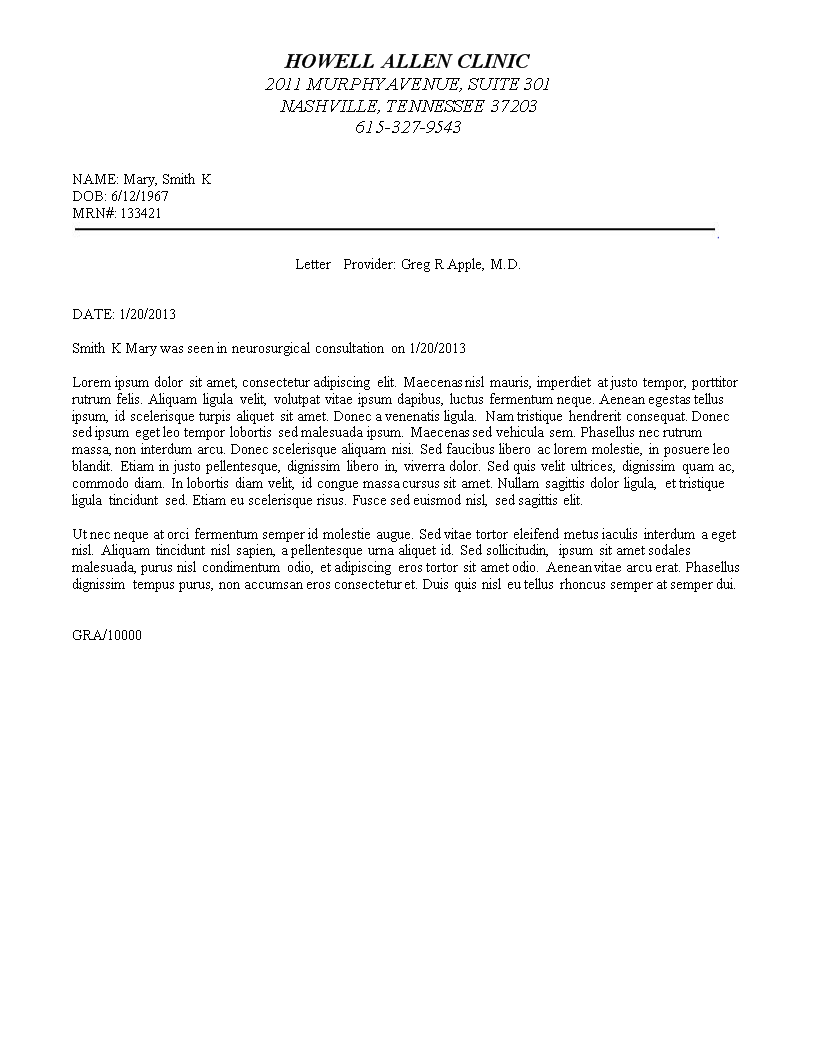 HOWELL ALLEN CLINIC
2011 MURPHY AVENUE, SUITE 301
NASHVILLE, TENNESSEE 37203
615-327-9543
NAME: Mary, Smith K
DOB: 6/12/1967
MRN#: 133421
Letter Provider: Greg R Apple, M.D.
DATE: 1/20/2013
Smith K Mary was seen in neurosurgical consultation on 1/20/2013
Lorem ipsum dolor sit amet, consectetur adipiscing elit. Maecenas nisl mauris, imperdiet at justo tempor, porttitor
rutrum felis. Aliquam ligula velit, volutpat vitae ipsum dapibus, luctus fermentum neque. Aenean egestas tellus
ipsum, id scelerisque turpis aliquet sit amet. Donec a venenatis ligula. Nam tristique hendrerit consequat. Donec
sed ipsum eget leo tempor lobortis sed malesuada ipsum. Maecenas sed vehicula sem. Phasellus nec rutrum
massa, non interdum arcu. Donec scelerisque aliquam nisi. Sed faucibus libero ac lorem molestie, in posuere leo
blandit. Etiam in justo pellentesque, dignissim libero in, viverra dolor. Sed quis velit ultrices, dignissim quam ac,
commodo diam. In lobortis diam velit, id congue massa cursus sit amet. Nullam sagittis dolor ligula, et tristique
ligula tincidunt sed. Etiam eu scelerisque risus. Fusce sed euismod nisl, sed sagittis elit.
Ut nec neque at orci fermentum semper id molestie augue. Sed vitae tortor eleifend metus iaculis interdum a eget
nisl. Aliquam tincidunt nisl sapien, a pellentesque urna aliquet id. Sed sollicitudin, ipsum sit amet sodales
malesuada, purus nisl condimentum odio, et adipiscing eros tortor sit amet odio. Aenean vitae arcu erat. Phasellus
dignissim tempus purus, non accumsan eros consectetur et. Duis quis nisl eu tellus rhoncus semper at semper dui.
GRA/10000